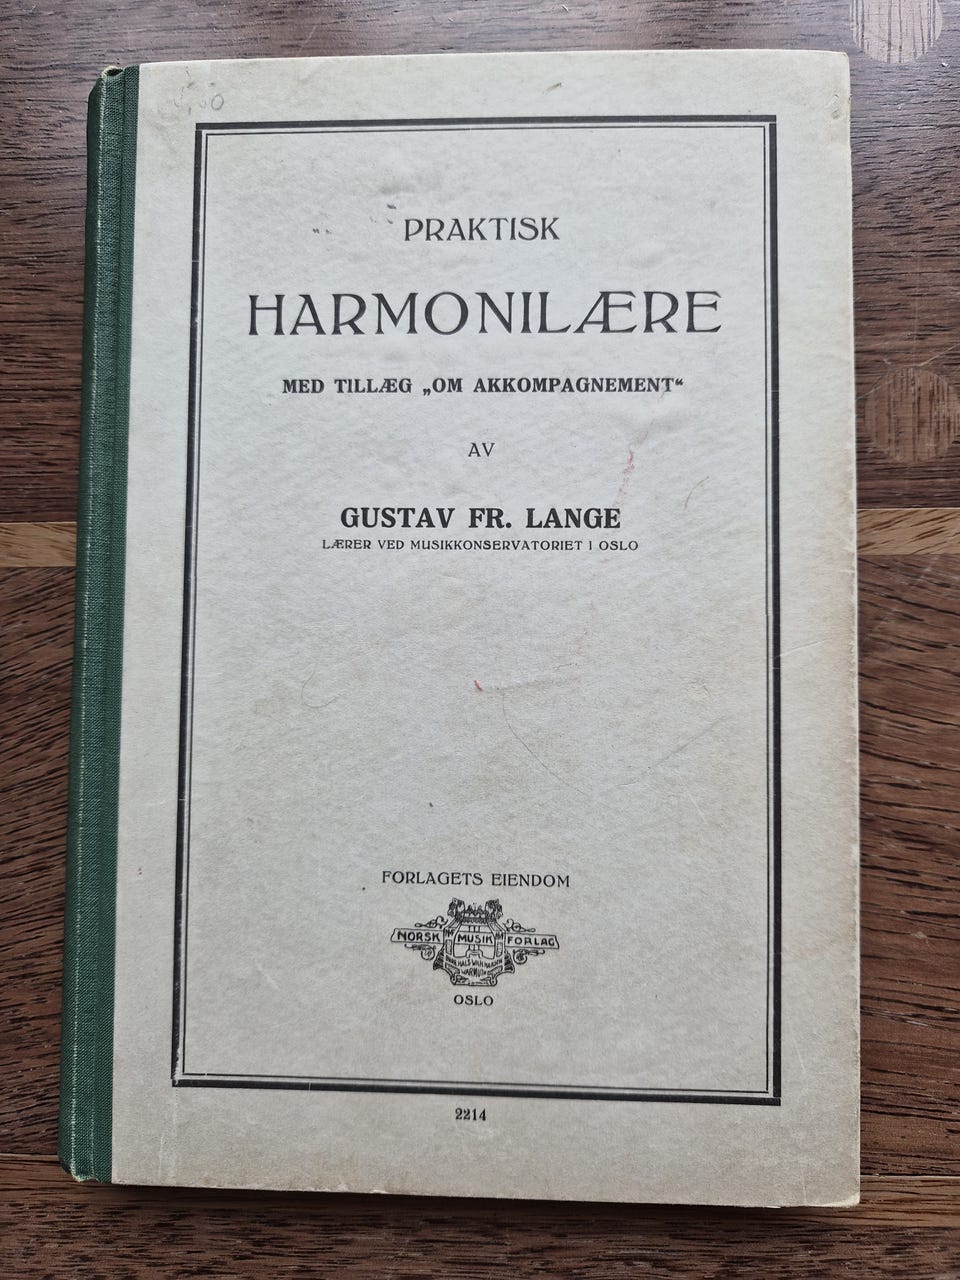 PRAKTISK
HARMONILÆRE
MED TILLÆG „OM AKKOMPAGNEMENT“
AV
GUSTAV FR. LANGE
LÆRER VED MUSIKKONSERVATORIET I OSLO
FORLAGETS EIENDOM
NORSK MUSIK FORLAG
WARMUTH
OSLO
2214